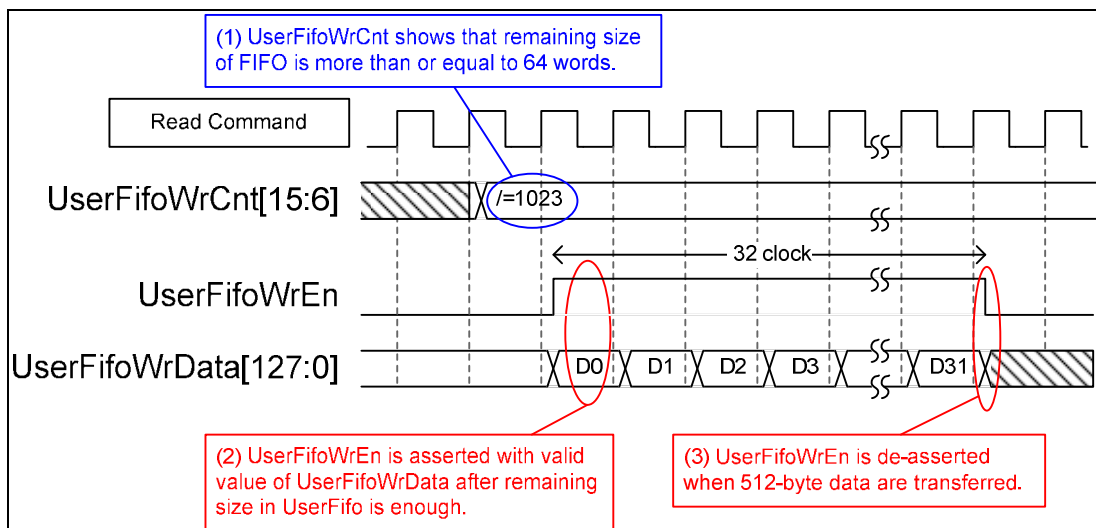 (1) UserFifoWrCnt shows that remaining size
of FIFO is more than or equal to 64 words.
Read Command
UserFifoWrCnt[15:6]
/=1023
32 clock
UserFifoWrEn
UserFifoWrData[127:0]
D0
D1
D2
D3
D31
(2) UserFifoWrEn is asserted with valid
value of UserFifoWrData after remaining
size in UserFifo is enough.
(3) UserFifoWrEn is de-asserted
when 512-byte data are transferred.